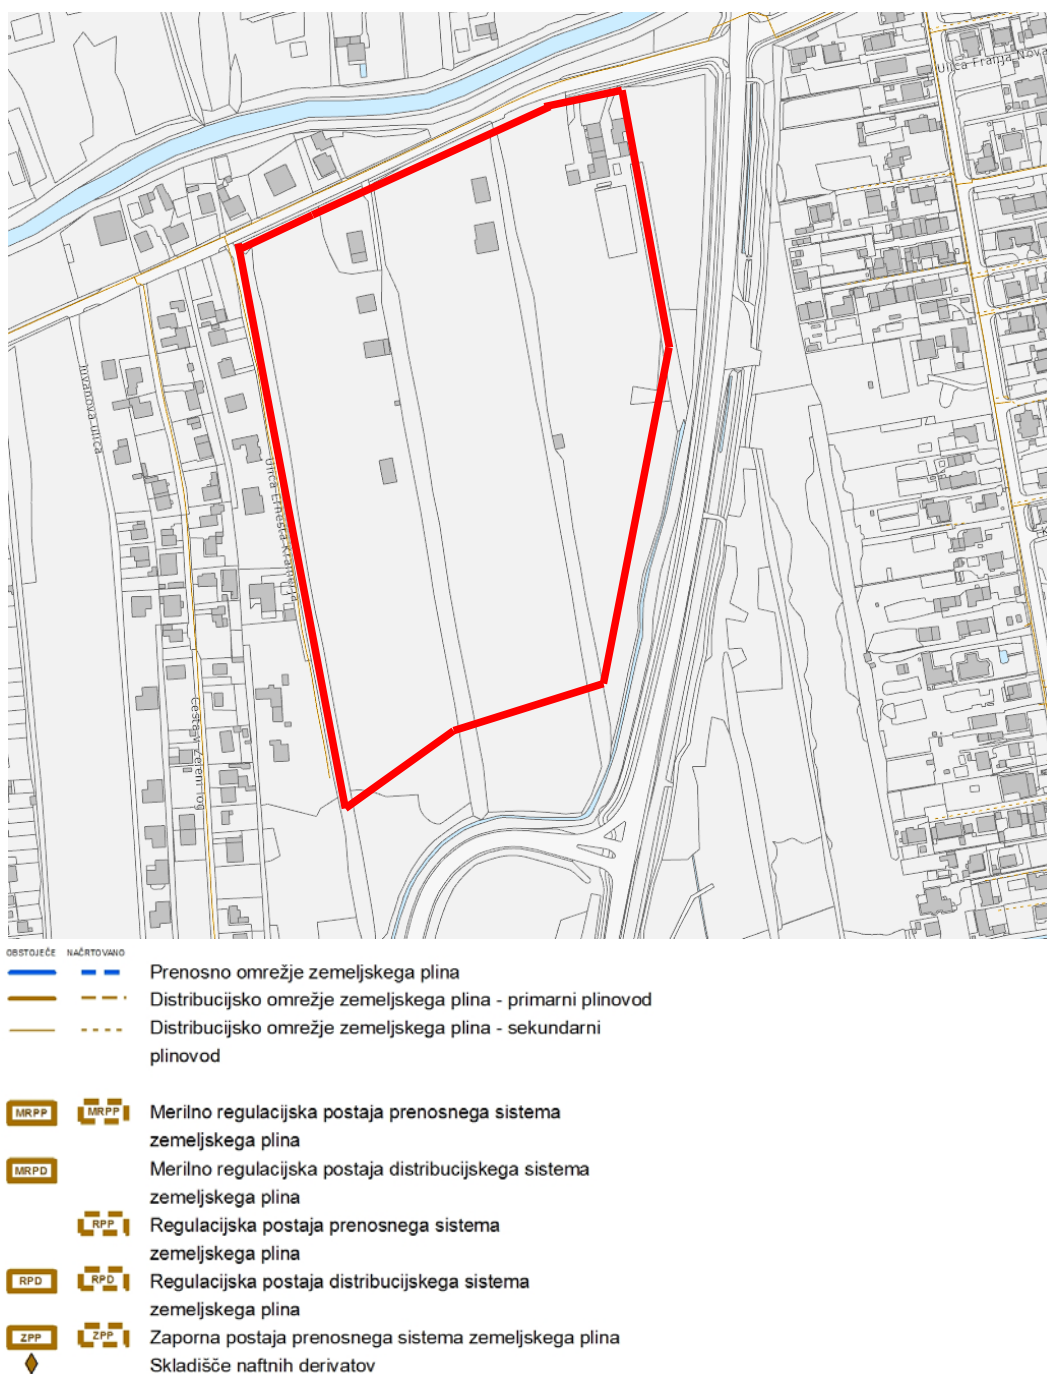 Ulica Franja Nova
Juvanova ulica
Ulica Ernesta Kramerja
Cesta v Zeleni log
K
OBSTOJEČE NAČRTOVANO
Prenosno omrežje zemeljskega plina
Distribucijsko omrežje zemeljskega plina - primarni plinovod
Distribucijsko omrežje zemeljskega plina - sekundarni
plinovod
MRPP MRPP Merilno regulacijska postaja prenosnega sistema
zemeljskega plina
MRPD Merilno regulacijska postaja distribucijskega sistema
zemeljskega plina
RPP Regulacijska postaja prenosnega sistema
zemeljskega plina
RPD RPD Regulacijska postaja distribucijskega sistema
zemeljskega plina
ZPP ZPP Zaporna postaja prenosnega sistema zemeljskega plina
Skladišče naftnih derivatov